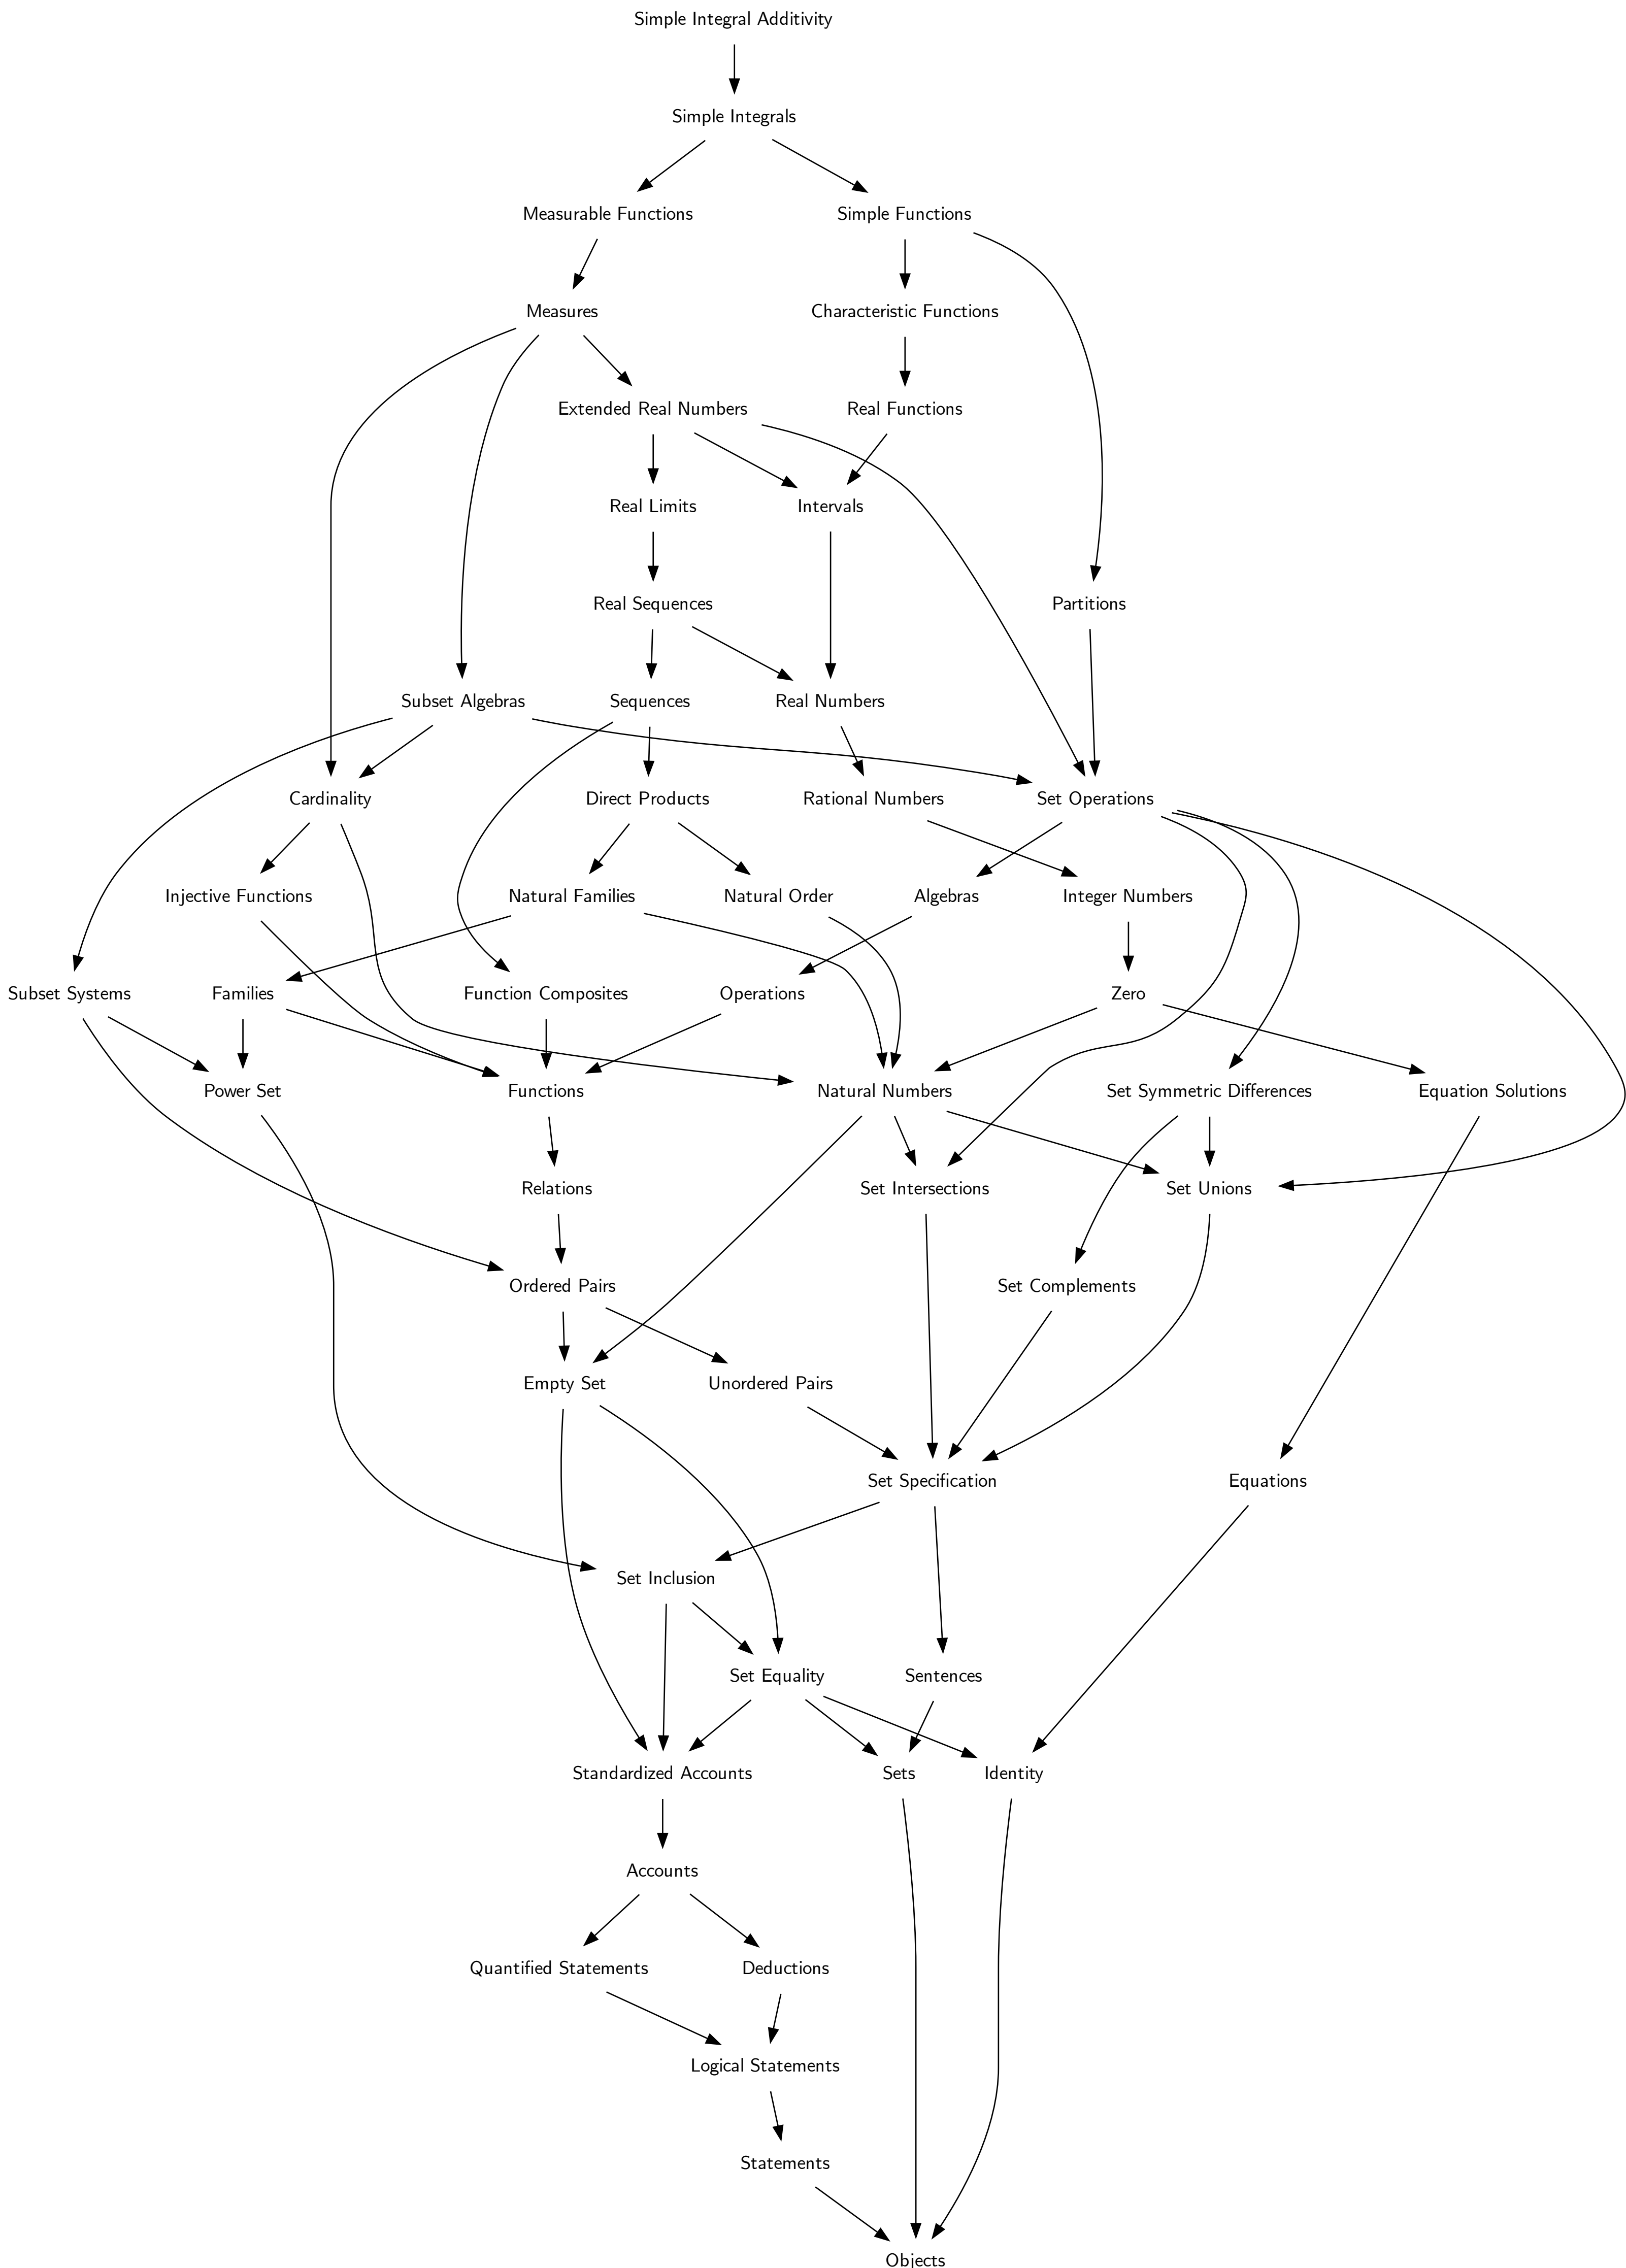 Simple Integral Additivity
Simple Integrals
Measurable Functions
Simple Functions
Measures
Characteristic Functions
Extended Real Numbers
Real Functions
Real Limits
Intervals
Real Sequences
Partitions
Subset Algebras
Sequences
Real Numbers
Cardinality
Direct Products
Rational Numbers
Set Operations
Injective Functions
Natural Families
Natural Order
Algebras
Integer Numbers
Subset Systems
Families
Function Composites
Operations
Zero
Power Set
Functions
Natural Numbers
Set Symmetric Differences
Equation Solutions
Relations
Set Intersections
Set Unions
Ordered Pairs
Set Complements
Empty Set
Unordered Pairs
Set Specification
Equations
Set Inclusion
Set Equality
Sentences
Standardized Accounts
Sets
Identity
Accounts
Quantified Statements
Deductions
Logical Statements
Statements
Objects